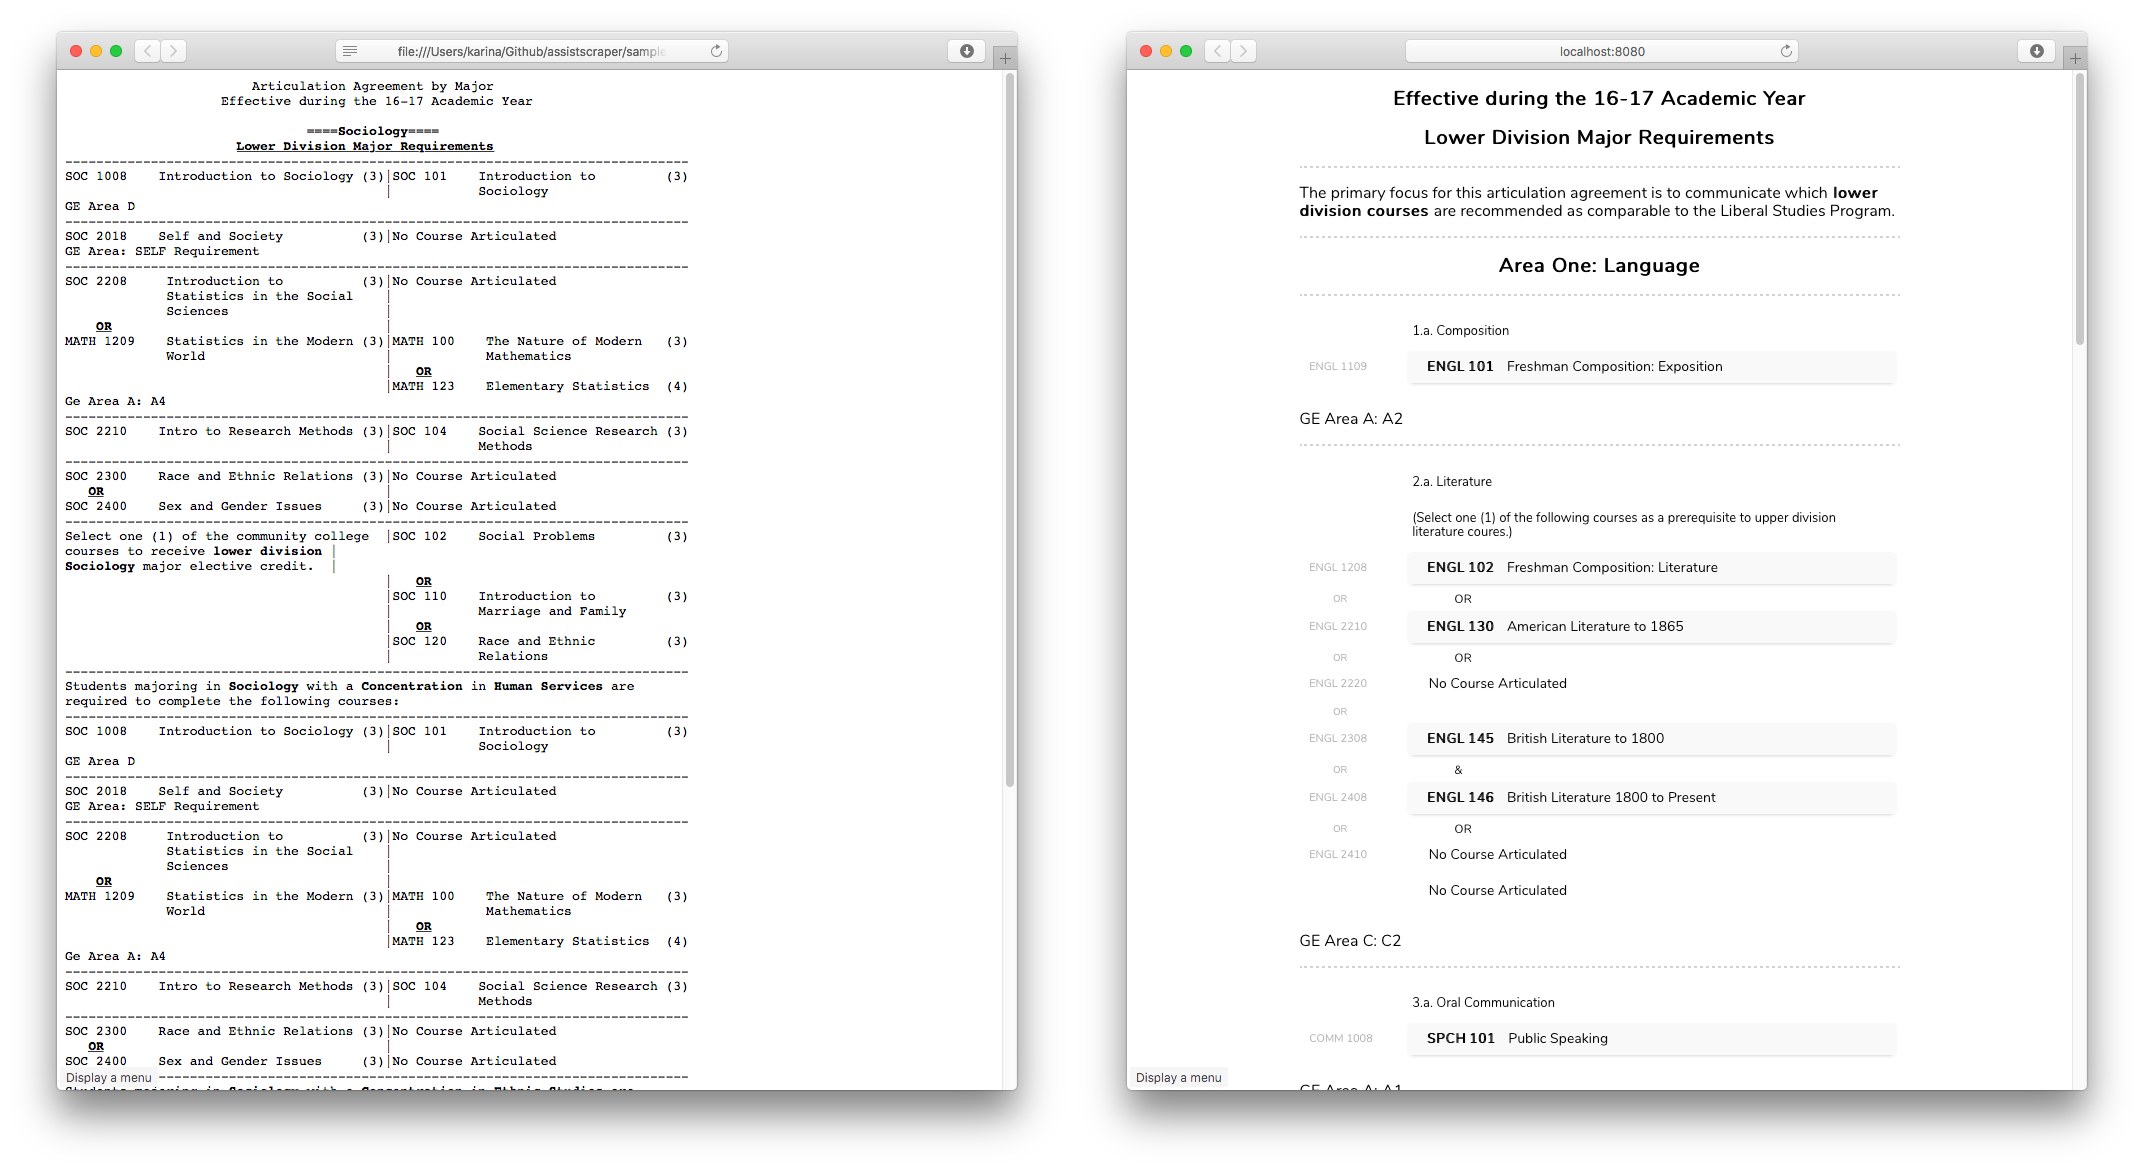 file:///Users/karina/Github/assistscraper/sample
Articulation Agreement by Major
Effective during the 16-17 Academic Year
====Sociology====
Lower Division Major Requirements
--------------------------------------------------------------------------------
SOC 1008    Introduction to Sociology (3)|SOC 101    Introduction to         (3)
|           Sociology
GE Area D
--------------------------------------------------------------------------------
SOC 2018    Self and Society          (3)|No Course Articulated
GE Area: SELF Requirement
--------------------------------------------------------------------------------
SOC 2208     Introduction to          (3)|No Course Articulated
Statistics in the Social |
Sciences                 |
OR                       |
MATH 1209    Statistics in the Modern (3)|MATH 100    The Nature of Modern   (3)
World                    |            Mathematics
|   OR
|MATH 123    Elementary Statistics  (4)
Ge Area A: A4
--------------------------------------------------------------------------------
SOC 2210    Intro to Research Methods (3)|SOC 104    Social Science Research (3)
|           Methods
--------------------------------------------------------------------------------
SOC 2300    Race and Ethnic Relations (3)|No Course Articulated
OR                                    |
SOC 2400    Sex and Gender Issues     (3)|No Course Articulated
--------------------------------------------------------------------------------
Select one (1) of the community college  |SOC 102    Social Problems         (3)
courses to receive lower division |
Sociology major elective credit.  |
|   OR
|SOC 110    Introduction to         (3)
|           Marriage and Family
|   OR
|SOC 120    Race and Ethnic         (3)
|           Relations
--------------------------------------------------------------------------------
Students majoring in Sociology with a Concentration in Human Services are
required to complete the following courses:
--------------------------------------------------------------------------------
SOC 1008    Introduction to Sociology (3)|SOC 101    Introduction to         (3)
|           Sociology
GE Area D
--------------------------------------------------------------------------------
SOC 2018    Self and Society          (3)|No Course Articulated
GE Area: SELF Requirement
--------------------------------------------------------------------------------
SOC 2208     Introduction to          (3)|No Course Articulated
Statistics in the Social |
Sciences                 |
OR                       |
MATH 1209    Statistics in the Modern (3)|MATH 100    The Nature of Modern   (3)
World                    |            Mathematics
|   OR
|MATH 123    Elementary Statistics  (4)
Ge Area A: A4
--------------------------------------------------------------------------------
SOC 2210    Intro to Research Methods (3)|SOC 104    Social Science Research (3)
|           Methods
--------------------------------------------------------------------------------
SOC 2300    Race and Ethnic Relations (3)|No Course Articulated
OR                                    |
SOC 2400    Sex and Gender Issues     (3)|No Course Articulated
--------------------------------------------------------------------------------
Display a menu
Students majoring in Sociology with a Concentration in Ethnic Studies are
localhost:8080
Effective during the 16-17 Academic Year
Lower Division Major Requirements
The primary focus for this articulation agreement is to communicate which lower
division courses are recommended as comparable to the Liberal Studies Program.
Area One: Language
1.a. Composition
ENGL 1109 ENGL 101 Freshman Composition: Exposition
GE Area A: A2
2.a. Literature
(Select one (1) of the following courses as a prerequisite to upper division
literature coures.)
ENGL 1208 ENGL 102 Freshman Composition: Literature
OR OR
ENGL 2210 ENGL 130 American Literature to 1865
OR OR
ENGL 2220 No Course Articulated
OR
ENGL 2308 ENGL 145 British Literature to 1800
OR &
ENGL 2408 ENGL 146 British Literature 1800 to Present
OR OR
ENGL 2410 No Course Articulated
No Course Articulated
GE Area C: C2
3.a. Oral Communication
COMM 1008 SPCH 101 Public Speaking
GE Area A: A1
Display a menu